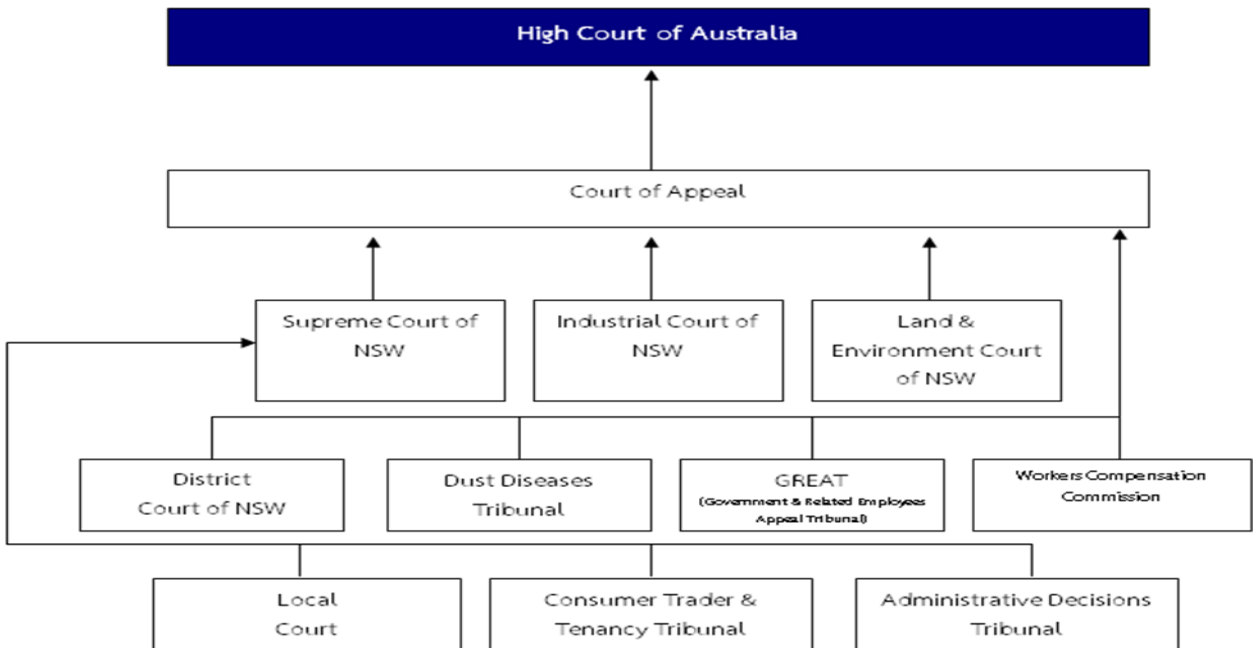 High Court of Australia
Court of Appeal
Supreme Court of
NSW
Industrial Court of
NSW
Land &
Environment Court
of NSW
District
Court of NSW
Dust Diseases
Tribunal
GREAT
(Government & Related Employees
Appeal Tribunal)
Workers Compensation
Commission
Local
Court
Consumer Trader &
Tenancy Tribunal
Administrative Decisions
Tribunal